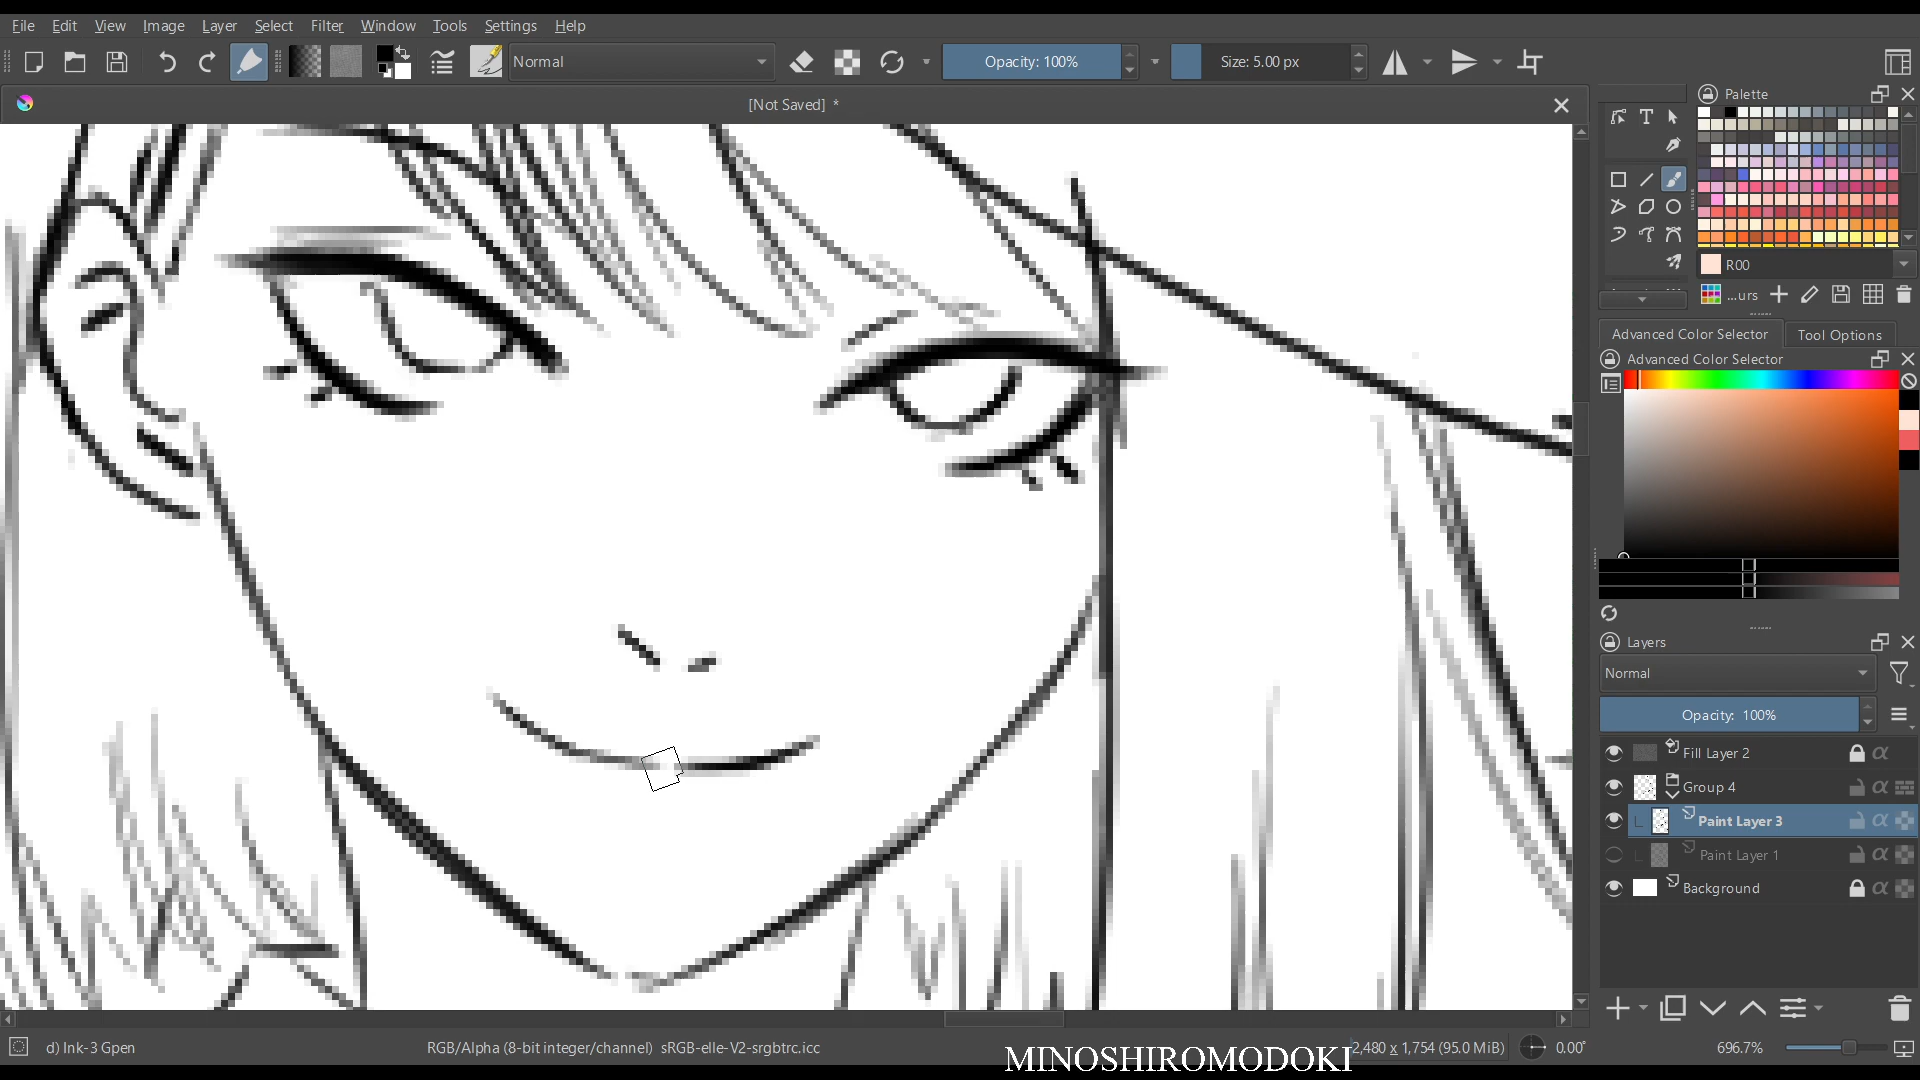 File Edit View Image Layer Select Filter Window Tools Settings Help
Normal
Opacity: 100%
Size: 5.00 px
[Not Saved] *
Palette
R00
...urs
Advanced Color Selector
Tool Options
Advanced Color Selector
Layers
Normal
Opacity: 100%
Fill Layer 2
Group 4
Paint Layer 3
Paint Layer 1
Background
d) Ink-3 Gpen
RGB/Alpha (8-bit integer/channel) sRGB-elle-V2-srgbtrc.icc
MINOSHIROMODOKI
2,480 x 1,754 (95.0 MiB)
0.00°
696.7%